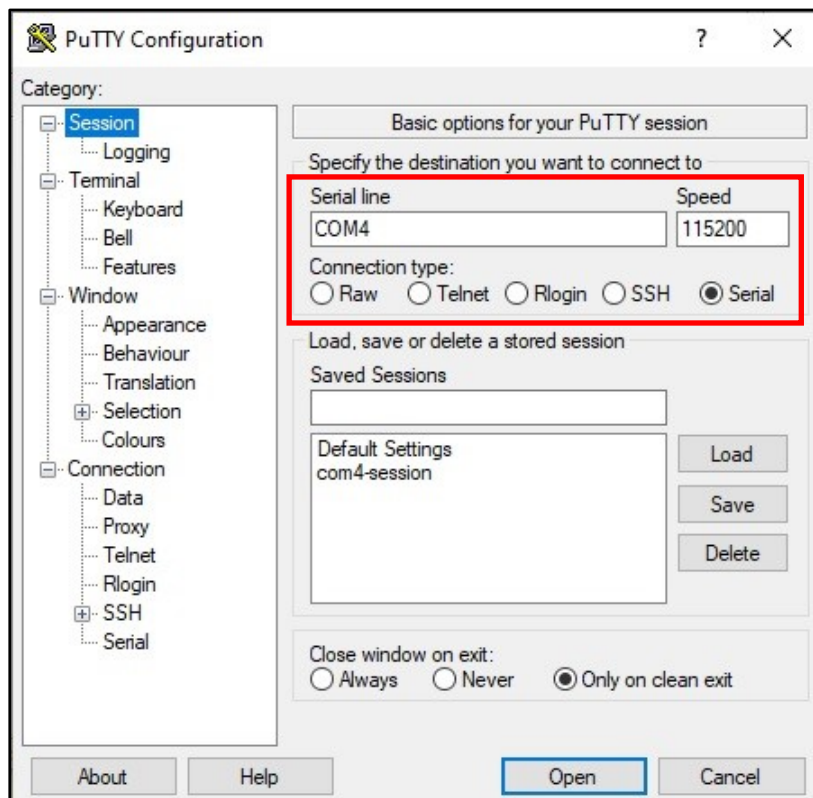 PuTTY Configuration ? ×
Category:
Session
Logging
Terminal
Keyboard
Bell
Features
Window
Appearance
Behaviour
Translation
Selection
Colours
Connection
Data
Proxy
Telnet
Rlogin
SSH
Serial
Basic options for your PuTTY session
Specify the destination you want to connect to
Serial line Speed
COM4 115200
Connection type:
Raw Telnet Rlogin SSH Serial
Load, save or delete a stored session
Saved Sessions
Default Settings
com4-session
Load
Save
Delete
Close window on exit:
Always Never Only on clean exit
About Help Open Cancel